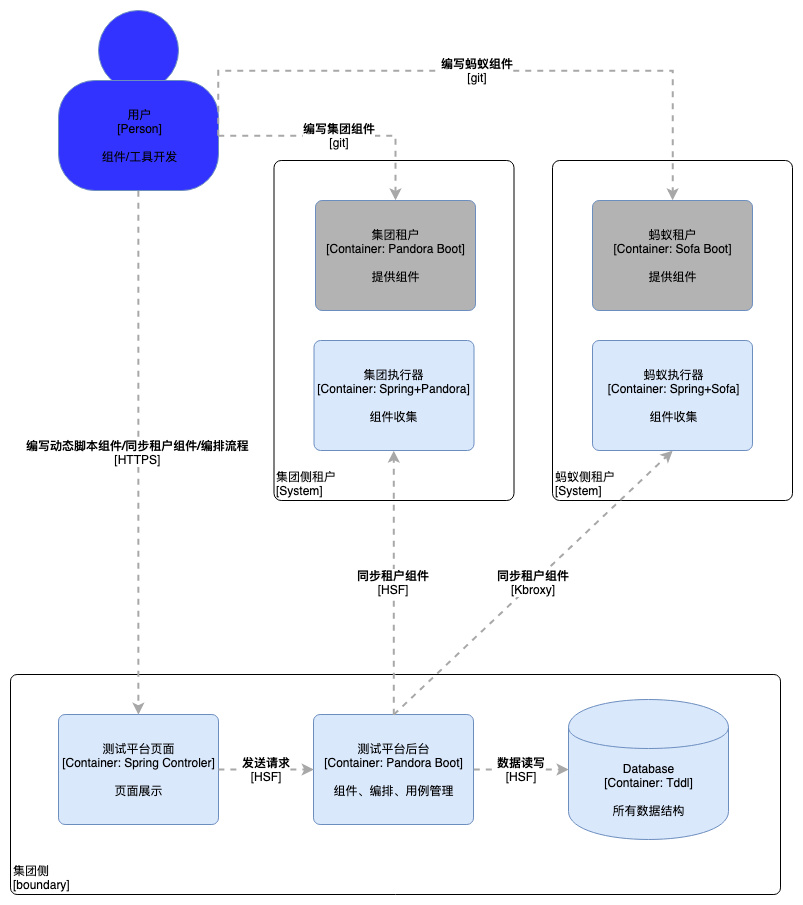 编写蚂蚁组件
[git]
用户
[Person]
组件/工具开发
编写集团组件
[git]
集团租户
[Container: Pandora Boot]
提供组件
蚂蚁租户
[Container: Sofa Boot]
提供组件
集团执行器
[Container: Spring+Pandora]
组件收集
蚂蚁执行器
[Container: Spring+Sofa]
组件收集
编写动态脚本组件/同步租户组件/编排流程
[HTTPS]
集团侧租户
[System]
蚂蚁侧租户
[System]
同步租户组件
[HSF]
同步租户组件
[Kbroxy]
测试平台页面
[Container: Spring Controler]
页面展示
发送请求
[HSF]
测试平台后台
[Container: Pandora Boot]
组件、编排、用例管理
数据读写
[HSF]
Database
[Container: Tddl]
所有数据结构
集团侧
[boundary]